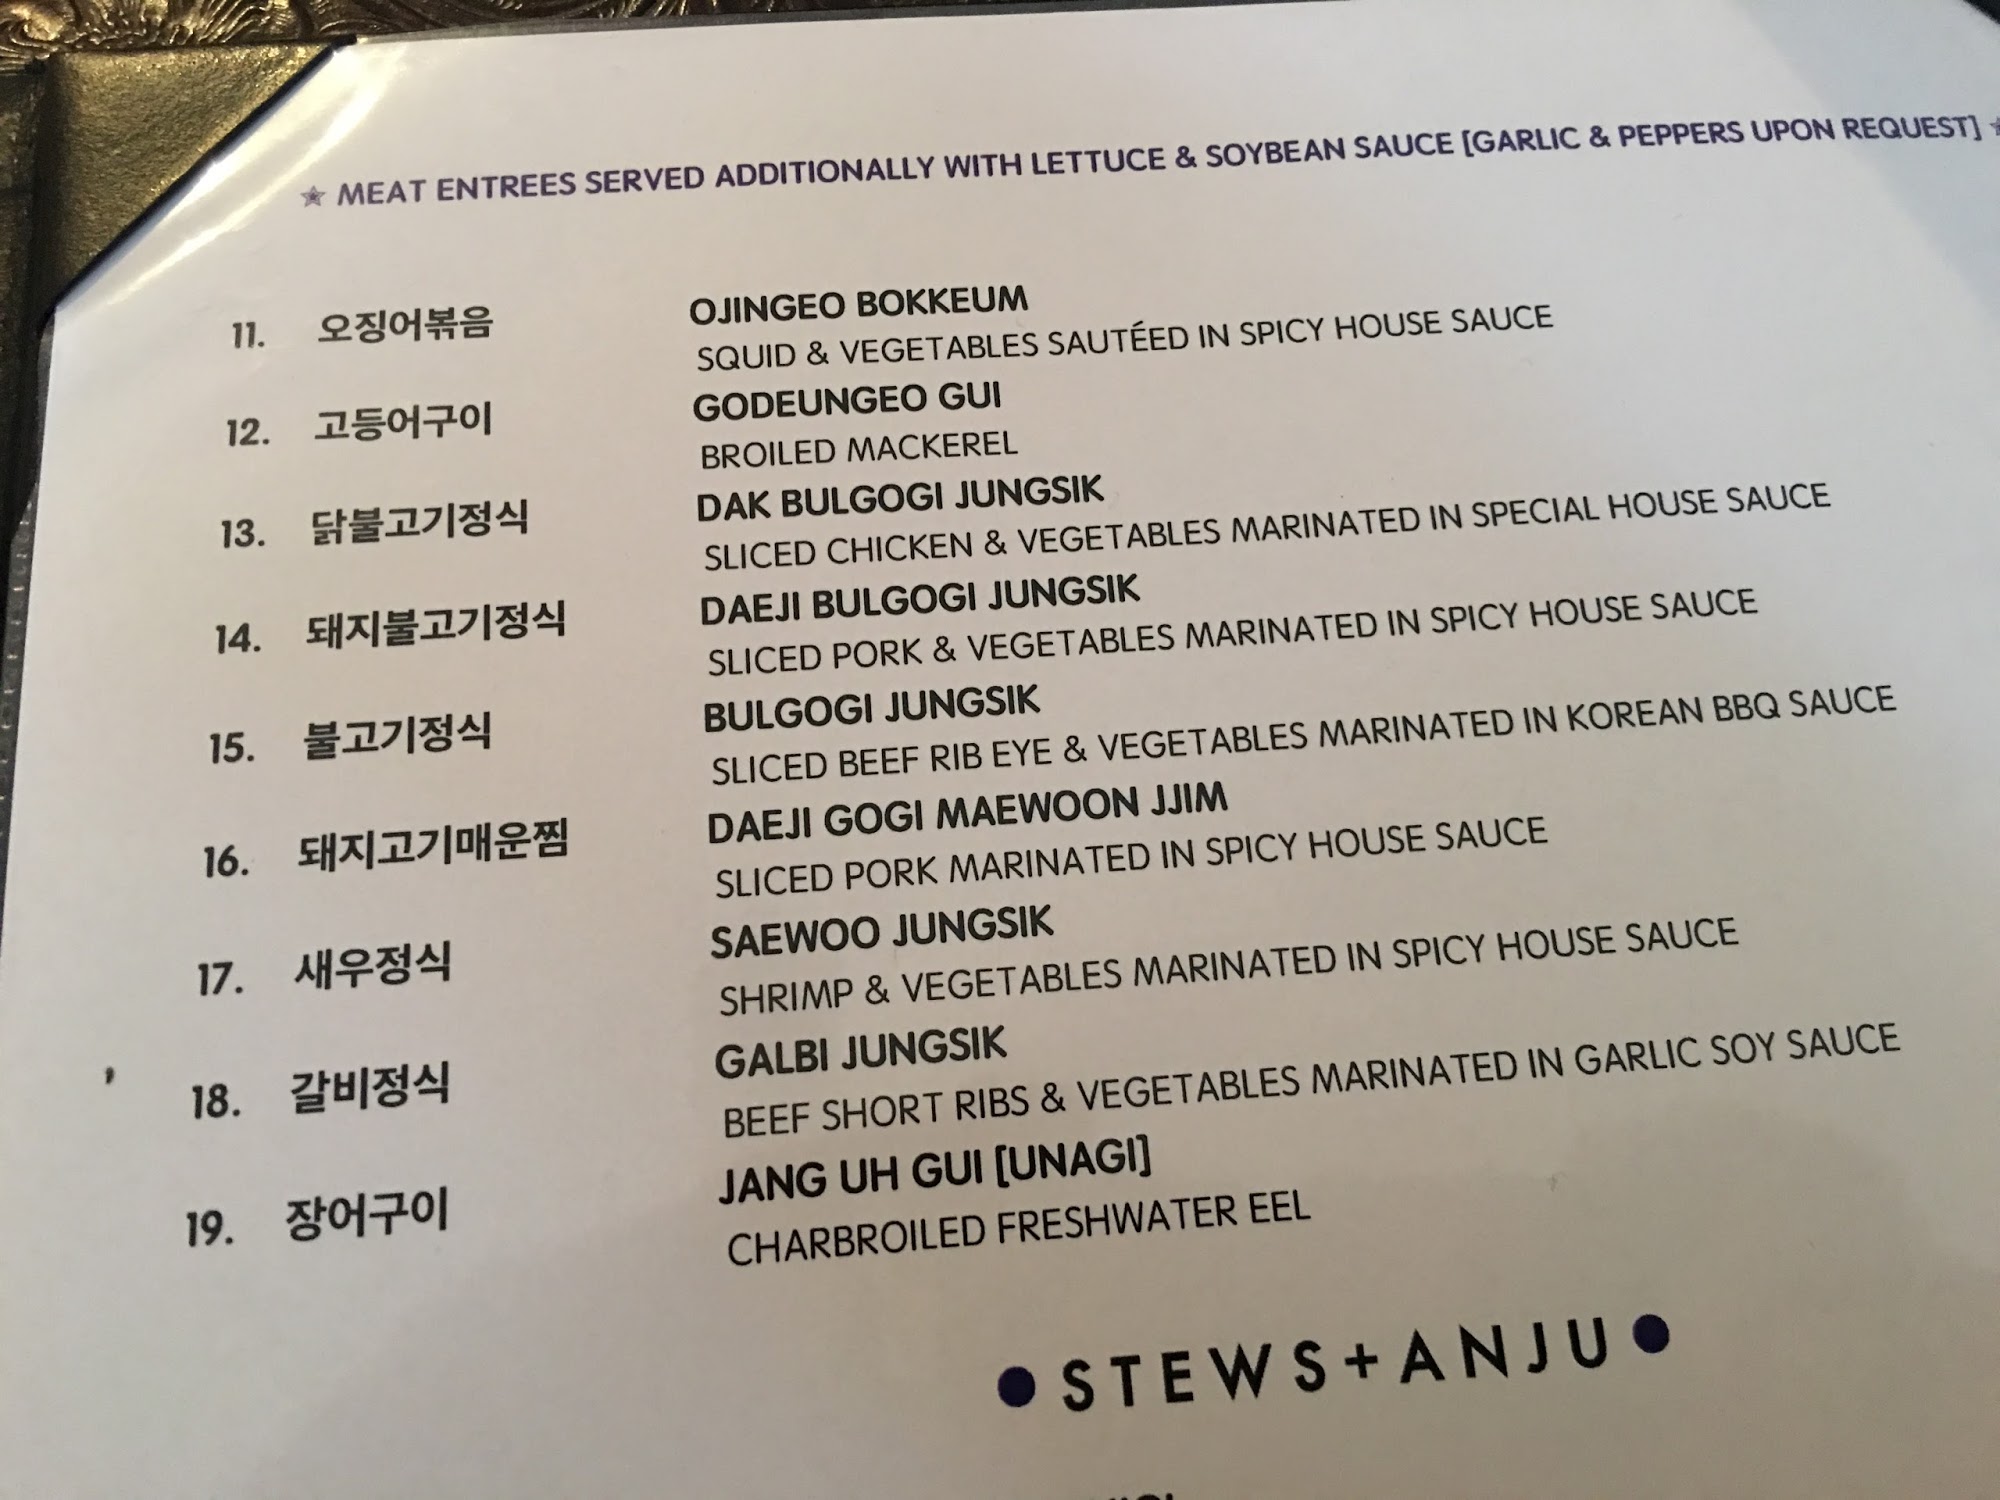 ★ MEAT ENTREES SERVED ADDITIONALLY WITH LETTUCE & SOYBEAN SAUCE [GARLIC & PEPPERS UPON REQUEST] ★
11. 오징어볶음 OJINGEO BOKKEUM
SQUID & VEGETABLES SAUTÉED IN SPICY HOUSE SAUCE
12. 고등어구이 GODEUNGEO GUI
BROILED MACKEREL
13. 닭불고기정식 DAK BULGOGI JUNGSIK
SLICED CHICKEN & VEGETABLES MARINATED IN SPECIAL HOUSE SAUCE
14. 돼지불고기정식 DAEJI BULGOGI JUNGSIK
SLICED PORK & VEGETABLES MARINATED IN SPICY HOUSE SAUCE
15. 불고기정식 BULGOGI JUNGSIK
SLICED BEEF RIB EYE & VEGETABLES MARINATED IN KOREAN BBQ SAUCE
16. 돼지고기매운찜 DAEJI GOGI MAEWOON JJIM
SLICED PORK MARINATED IN SPICY HOUSE SAUCE
17. 새우정식 SAEWOO JUNGSIK
SHRIMP & VEGETABLES MARINATED IN SPICY HOUSE SAUCE
18. 갈비정식 GALBI JUNGSIK
BEEF SHORT RIBS & VEGETABLES MARINATED IN GARLIC SOY SAUCE
19. 장어구이 JANG UH GUI [UNAGI]
CHARBROILED FRESHWATER EEL
● STEWS+ANJU ●